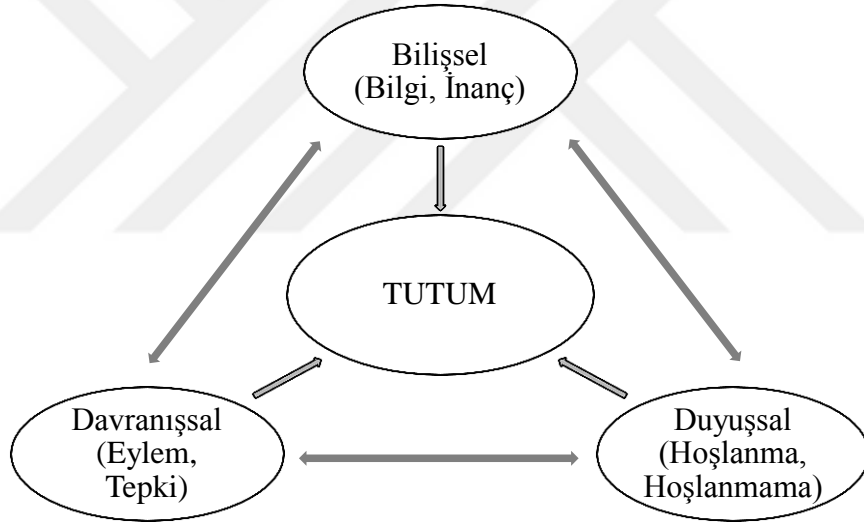 Bilişsel
(Bilgi, İnanç)
TUTUM
Davranışsal
(Eylem,
Tepki)
Duyuşsal
(Hoşlanma,
Hoşlanmama)